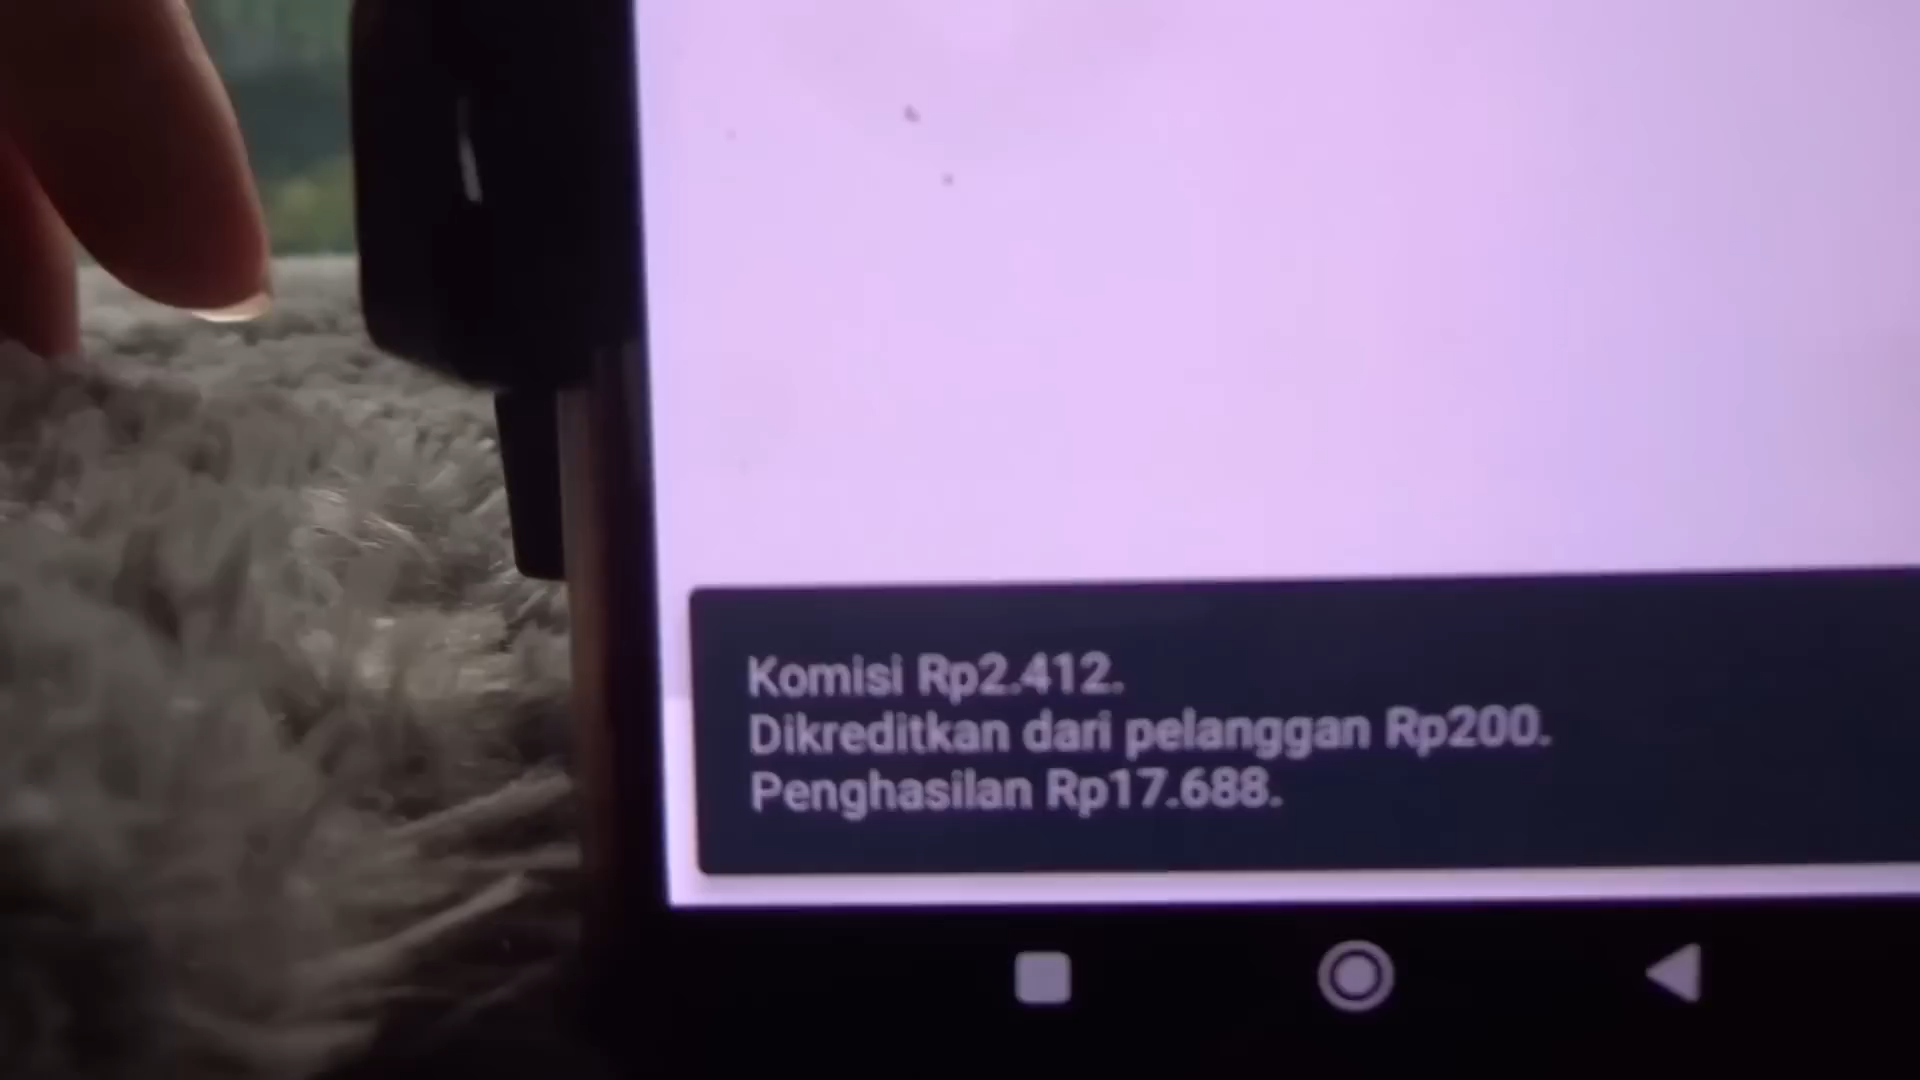 Komisi Rp2.412.
Dikreditkan dari pelanggan Rp200.
Penghasilan Rp17.688.